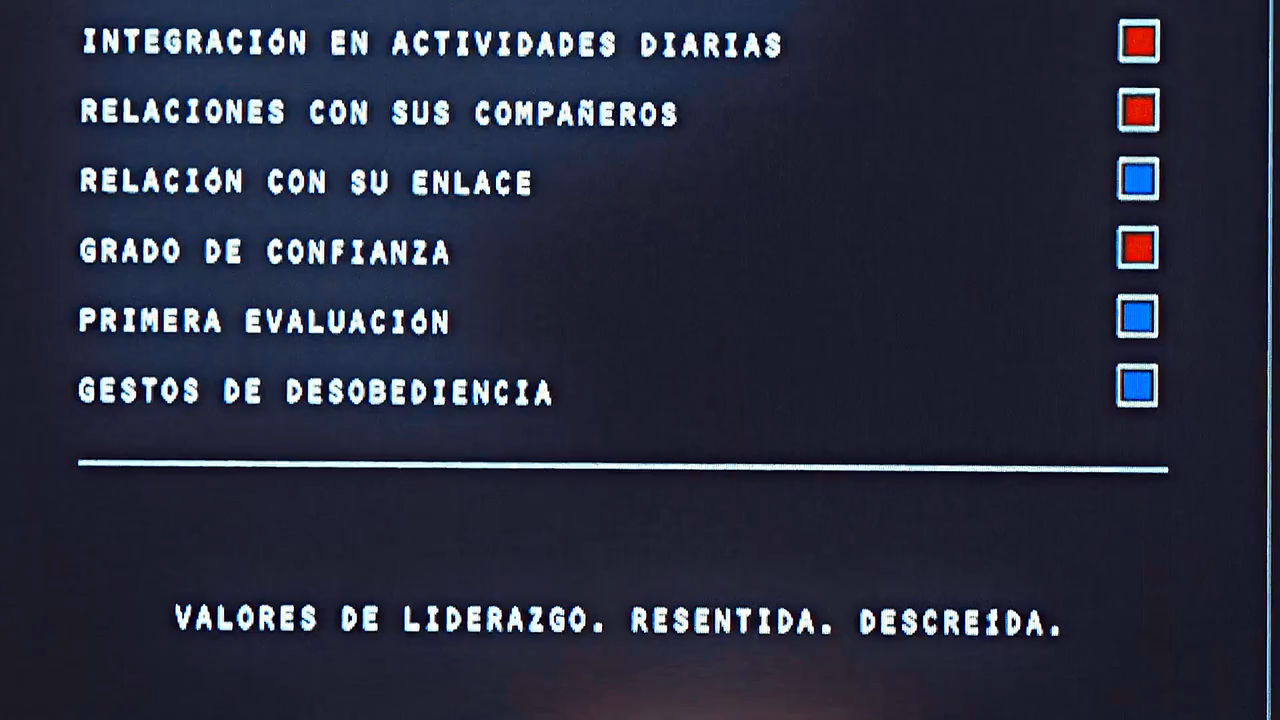 INTEGRACIÓN EN ACTIVIDADES DIARIAS
RELACIONES CON SUS COMPAÑEROS
RELACIÓN CON SU ENLACE
GRADO DE CONFIANZA
PRIMERA EVALUACIÓN
GESTOS DE DESOBEDIENCIA
VALORES DE LIDERAZGO. RESENTIDA. DESCREÍDA.